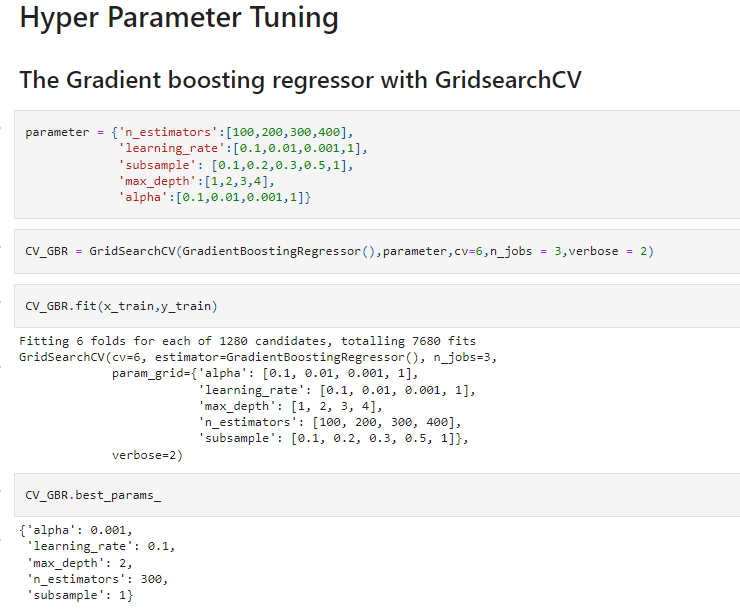 Hyper Parameter Tuning
The Gradient boosting regressor with GridsearchCV
parameter = {'n_estimators':[100,200,300,400],
'learning_rate':[0.1,0.01,0.001,1],
'subsample': [0.1,0.2,0.3,0.5,1],
'max_depth':[1,2,3,4],
'alpha':[0.1,0.01,0.001,1]}
CV_GBR = GridSearchCV(GradientBoostingRegressor(),parameter,cv=6,n_jobs = 3,verbose = 2)
CV_GBR.fit(x_train,y_train)
Fitting 6 folds for each of 1280 candidates, totalling 7680 fits
GridSearchCV(cv=6, estimator=GradientBoostingRegressor(), n_jobs=3,
param_grid={'alpha': [0.1, 0.01, 0.001, 1],
'learning_rate': [0.1, 0.01, 0.001, 1],
'max_depth': [1, 2, 3, 4],
'n_estimators': [100, 200, 300, 400],
'subsample': [0.1, 0.2, 0.3, 0.5, 1]},
verbose=2)
CV_GBR.best_params_
{'alpha': 0.001,
'learning_rate': 0.1,
'max_depth': 2,
'n_estimators': 300,
'subsample': 1}